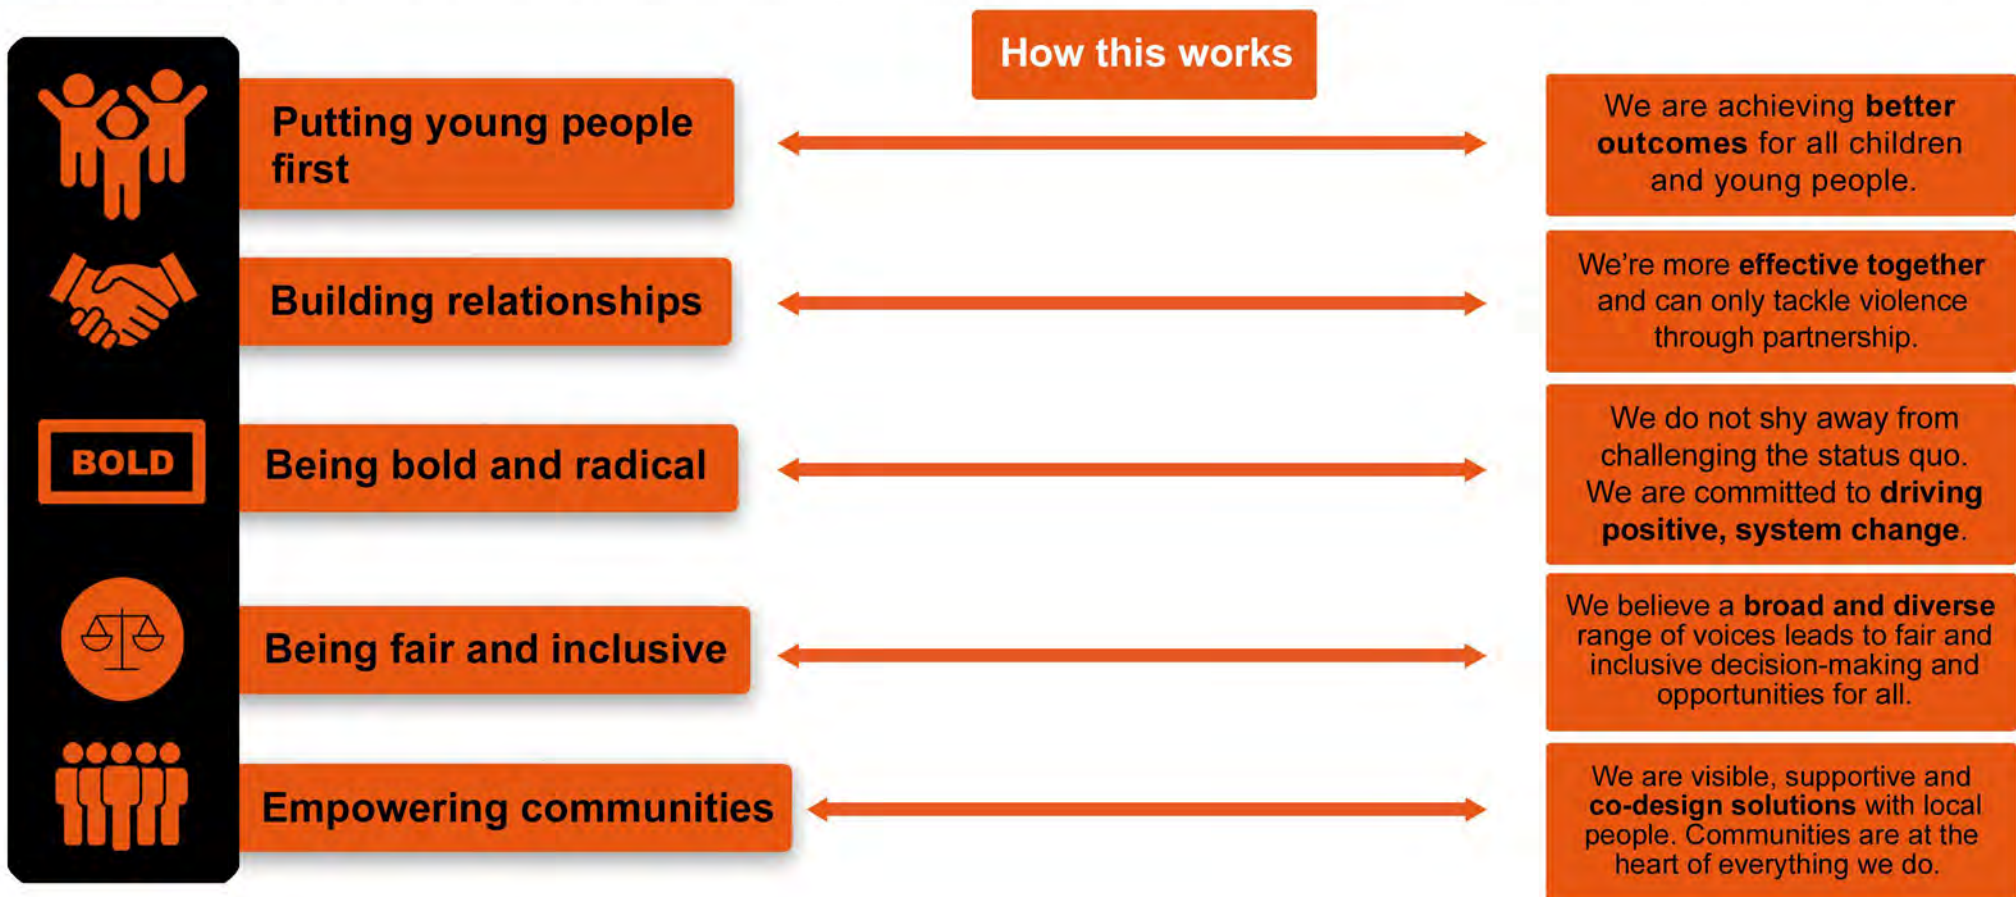 How this works
Putting young people
first
We are achieving better
outcomes for all children
and young people.
Building relationships
We’re more effective together
and can only tackle violence
through partnership.
BOLD
Being bold and radical
We do not shy away from
challenging the status quo.
We are committed to driving
positive, system change.
Being fair and inclusive
We believe a broad and diverse
range of voices leads to fair and
inclusive decision-making and
opportunities for all.
Empowering communities
We are visible, supportive and
co-design solutions with local
people. Communities are at the
heart of everything we do.